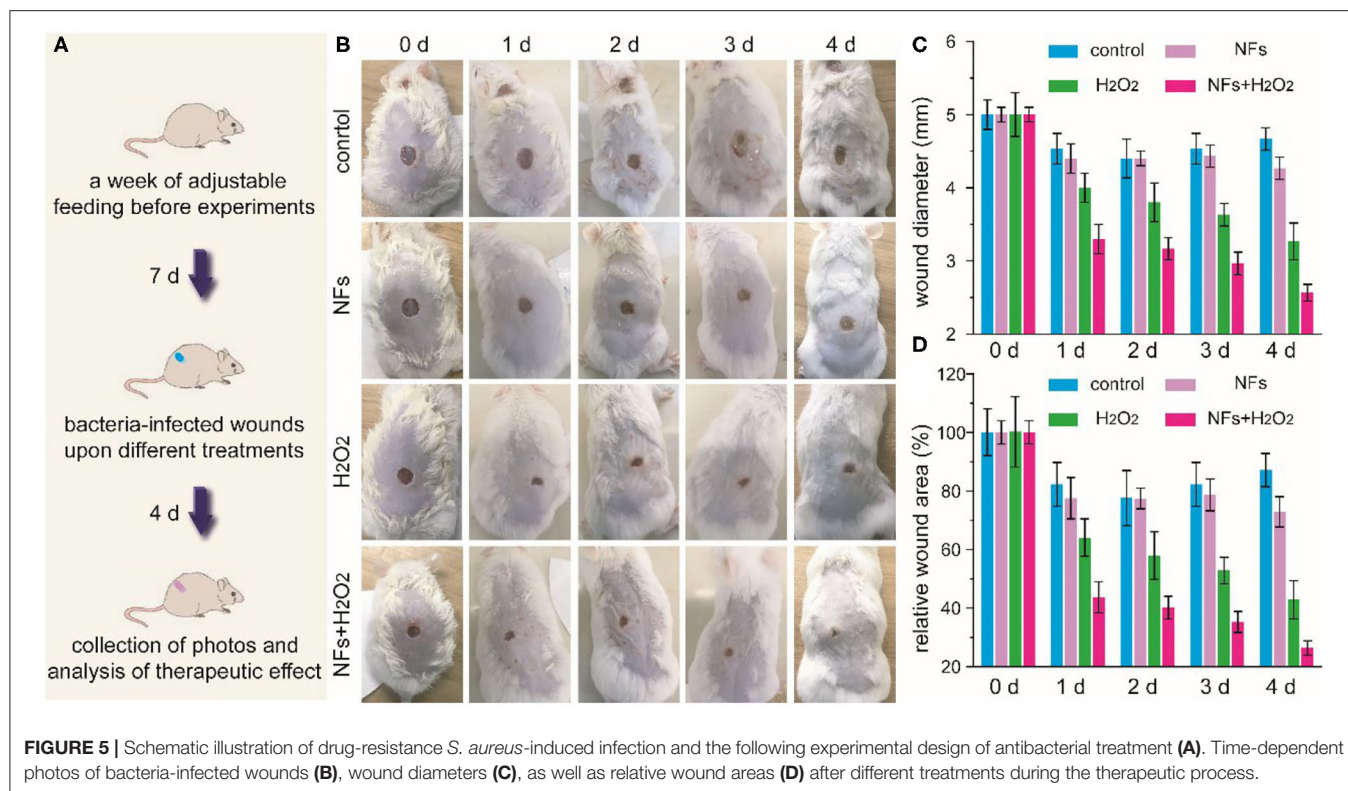 A
a week of adjustable
feeding before experiments
7 d
bacteria-infected wounds
upon different treatments
4 d
collection of photos and
analysis of therapeutic effect
B
0 d 1 d 2 d 3 d 4 d
contorl
NFs
H2O2
NFs+H2O2
C
wound diameter (mm)
6
5
4
3
2
control NFs
H₂O₂ NFs+H₂O₂
0 d 1 d 2 d 3 d 4 d
D
relative wound area (%)
120
100
80
60
40
20
control NFs
H₂O₂ NFs+H₂O₂
0 d 1 d 2 d 3 d 4 d
FIGURE 5 | Schematic illustration of drug-resistance S. aureus-induced infection and the following experimental design of antibacterial treatment (A). Time-dependent
photos of bacteria-infected wounds (B), wound diameters (C), as well as relative wound areas (D) after different treatments during the therapeutic process.